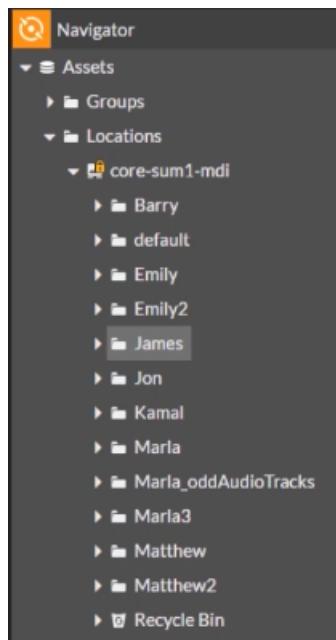 Navigator
Assets
Groups
Locations
core-sum1-mdi
Barry
default
Emily
Emily2
James
Jon
Kamal
Marla
Marla_oddAudioTracks
Marla3
Matthew
Matthew2
Recycle Bin